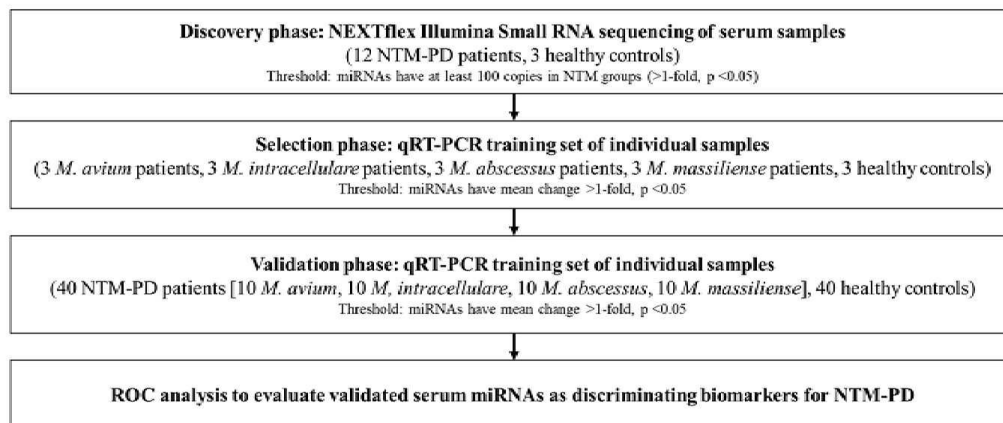 Discovery phase: NEXTflex Illumina Small RNA sequencing of serum samples
(12 NTM-PD patients, 3 healthy controls)
Threshold: miRNAs have at least 100 copies in NTM groups (>1-fold, p <0.05)
Selection phase: qRT-PCR training set of individual samples
(3 M. avium patients, 3 M. intracellulare patients, 3 M. abscessus patients, 3 M. massiliense patients, 3 healthy controls)
Threshold: miRNAs have mean change >1-fold, p <0.05
Validation phase: qRT-PCR training set of individual samples
(40 NTM-PD patients [10 M. avium, 10 M, intracellulare, 10 M. abscessus, 10 M. massiliense], 40 healthy controls)
Threshold: miRNAs have mean change >1-fold, p <0.05
ROC analysis to evaluate validated serum miRNAs as discriminating biomarkers for NTM-PD